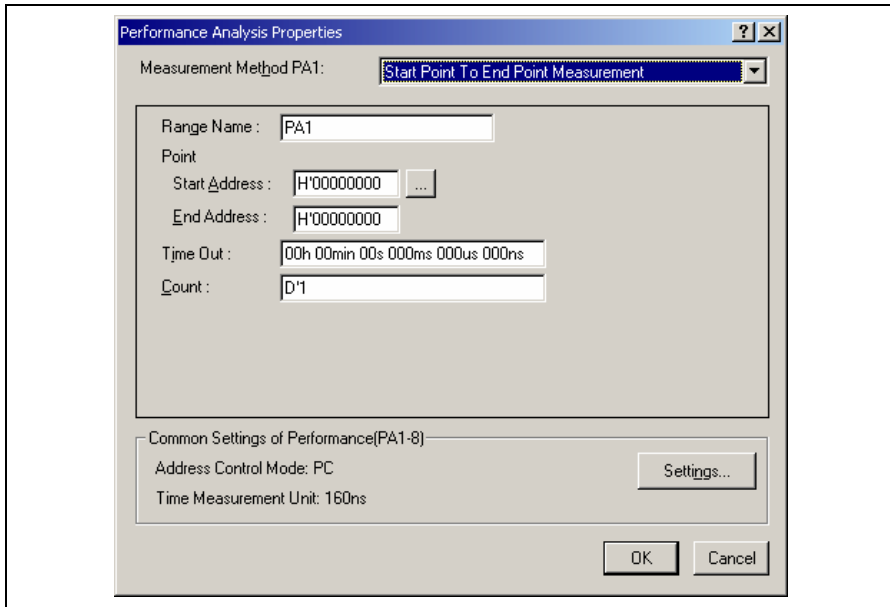 Performance Analysis Properties
Measurement Method PA1: Start Point To End Point Measurement
Range Name : PA1
Point
Start Address : H'00000000 ...
End Address : H'00000000
Time Out : 00h 00min 00s 000ms 000us 000ns
Count : D'1
Common Settings of Performance(PA1-8)
Address Control Mode: PC
Settings...
Time Measurement Unit: 160ns
OK Cancel